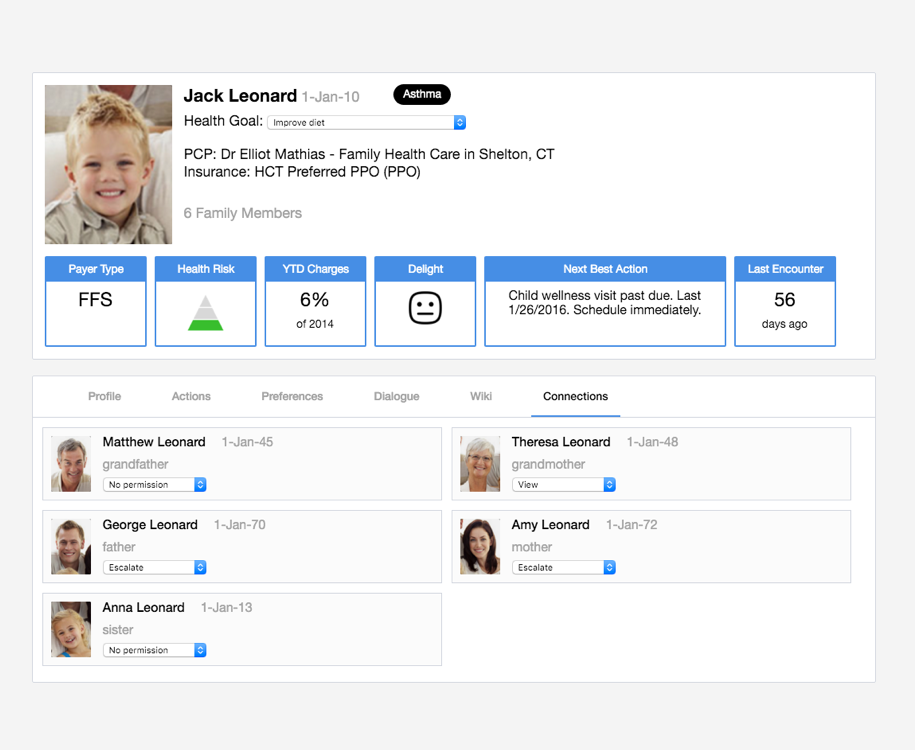 Jack Leonard 1-Jan-10 Asthma
Health Goal: Improve diet
PCP: Dr Elliot Mathias - Family Health Care in Shelton, CT
Insurance: HCT Preferred PPO (PPO)
6 Family Members
Payer Type Health Risk YTD Charges Delight Next Best Action Last Encounter
FFS 6% Child wellness visit past due. Last 56
of 2014 1/26/2016. Schedule immediately. days ago
Profile Actions Preferences Dialogue Wiki Connections
Matthew Leonard 1-Jan-45 Theresa Leonard 1-Jan-48
grandfather grandmother
No permission View
George Leonard 1-Jan-70 Amy Leonard 1-Jan-72
father mother
Escalate Escalate
Anna Leonard 1-Jan-13
sister
No permission